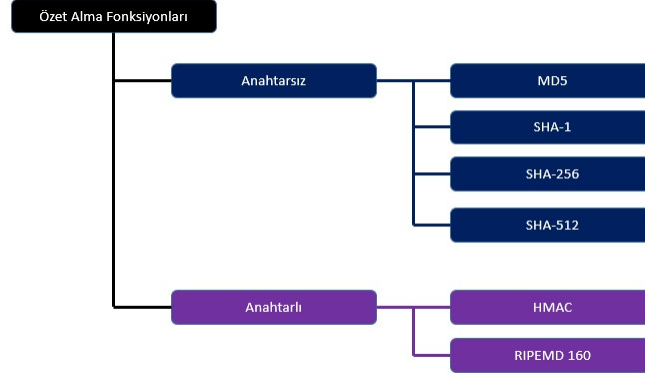 Özet Alma Fonksiyonları
Anahtarsız
MD5
SHA-1
SHA-256
SHA-512
Anahtarlı
HMAC
RIPEMD 160